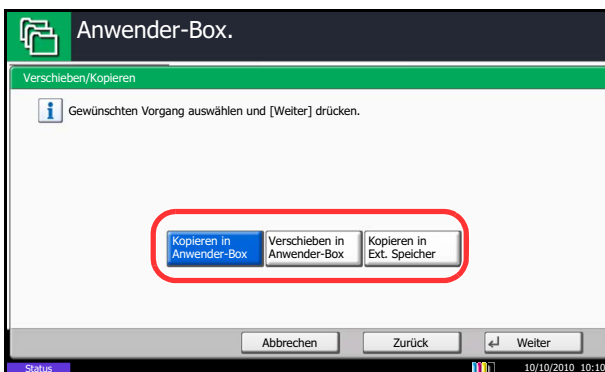 Anwender-Box.
Verschieben/Kopieren
Gewünschten Vorgang auswählen und [Weiter] drücken.
Kopieren in
Anwender-Box
Verschieben in
Anwender-Box
Kopieren in
Ext. Speicher
Abbrechen
Zurück
Weiter
Status
10/10/2010 10:10